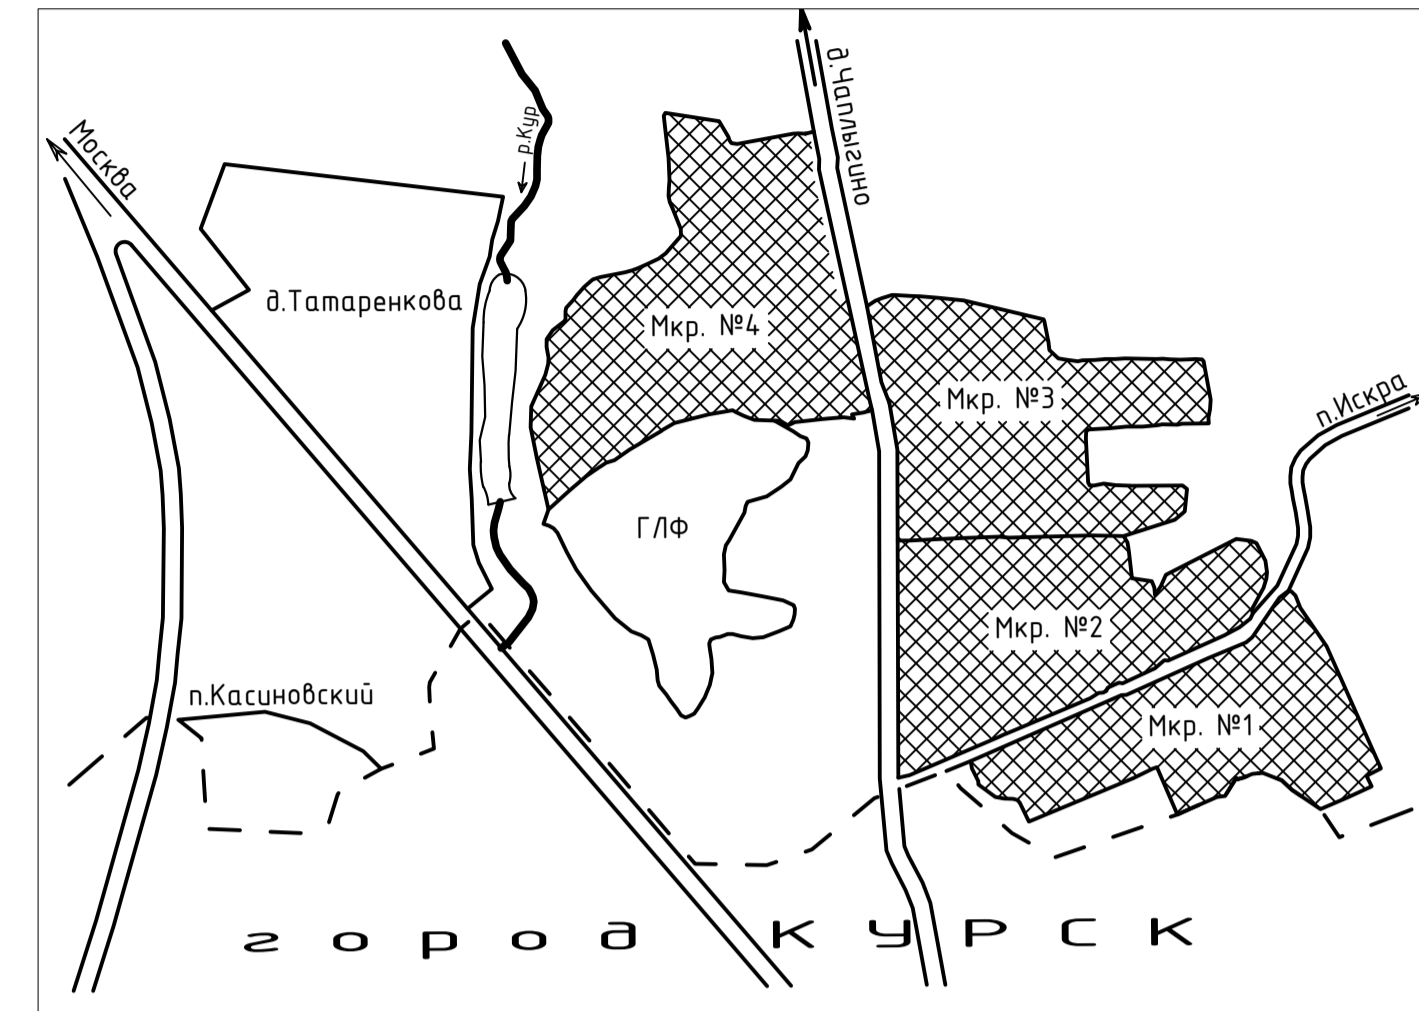 Москва
р.Кур
д.Чаплыгино
д.Татаренкова
Мкр. №4
Мкр. №3
п.Искра
ГЛФ
Мкр. №2
п.Касиновский
Мкр. №1
город КУРСК